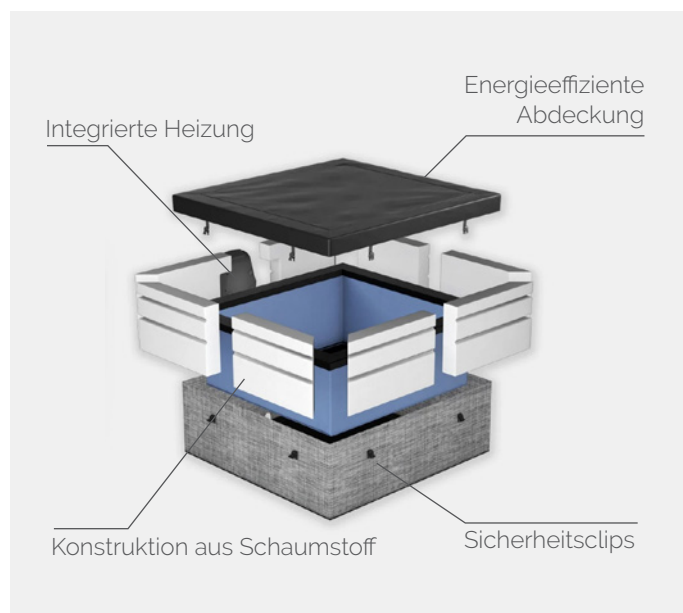 Energieeffiziente
Abdeckung
Integrierte Heizung
Konstruktion aus Schaumstoff
Sicherheitsclips